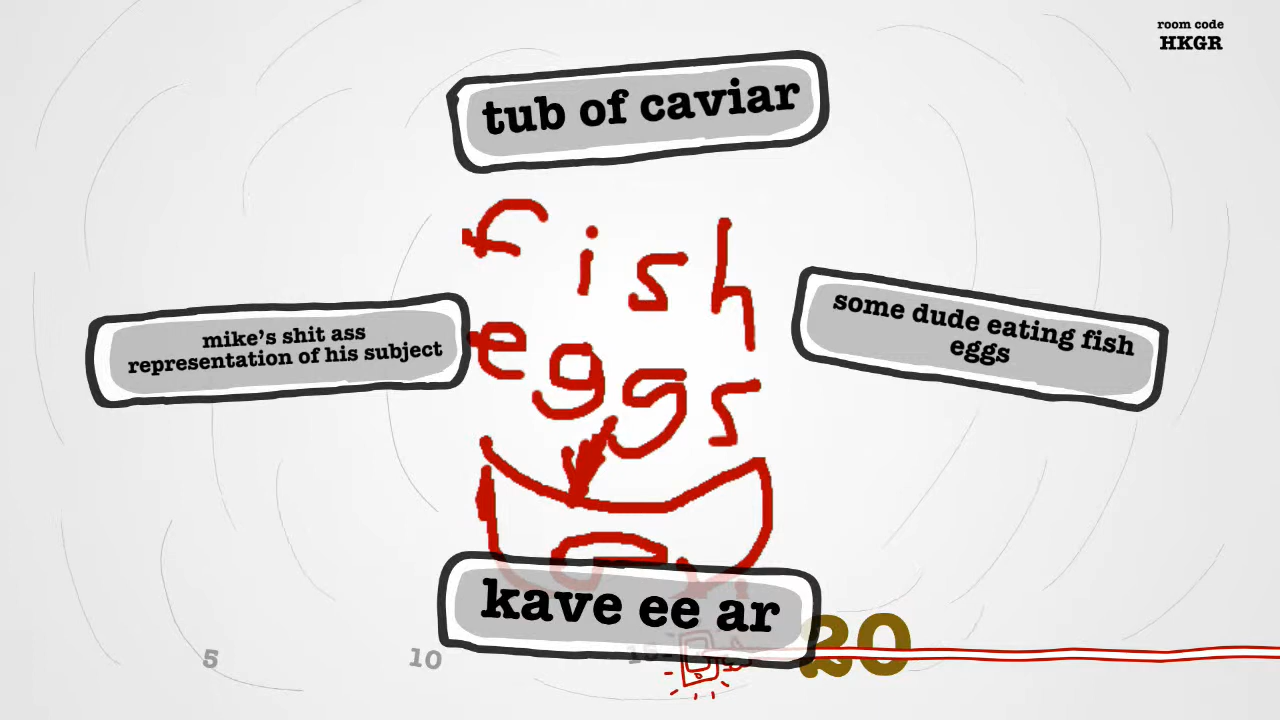 room code
HKGR
tub of caviar
fish
eggs
mike's shit ass
representation of his subject
some dude eating fish
eggs
kave ee ar
5
10
20